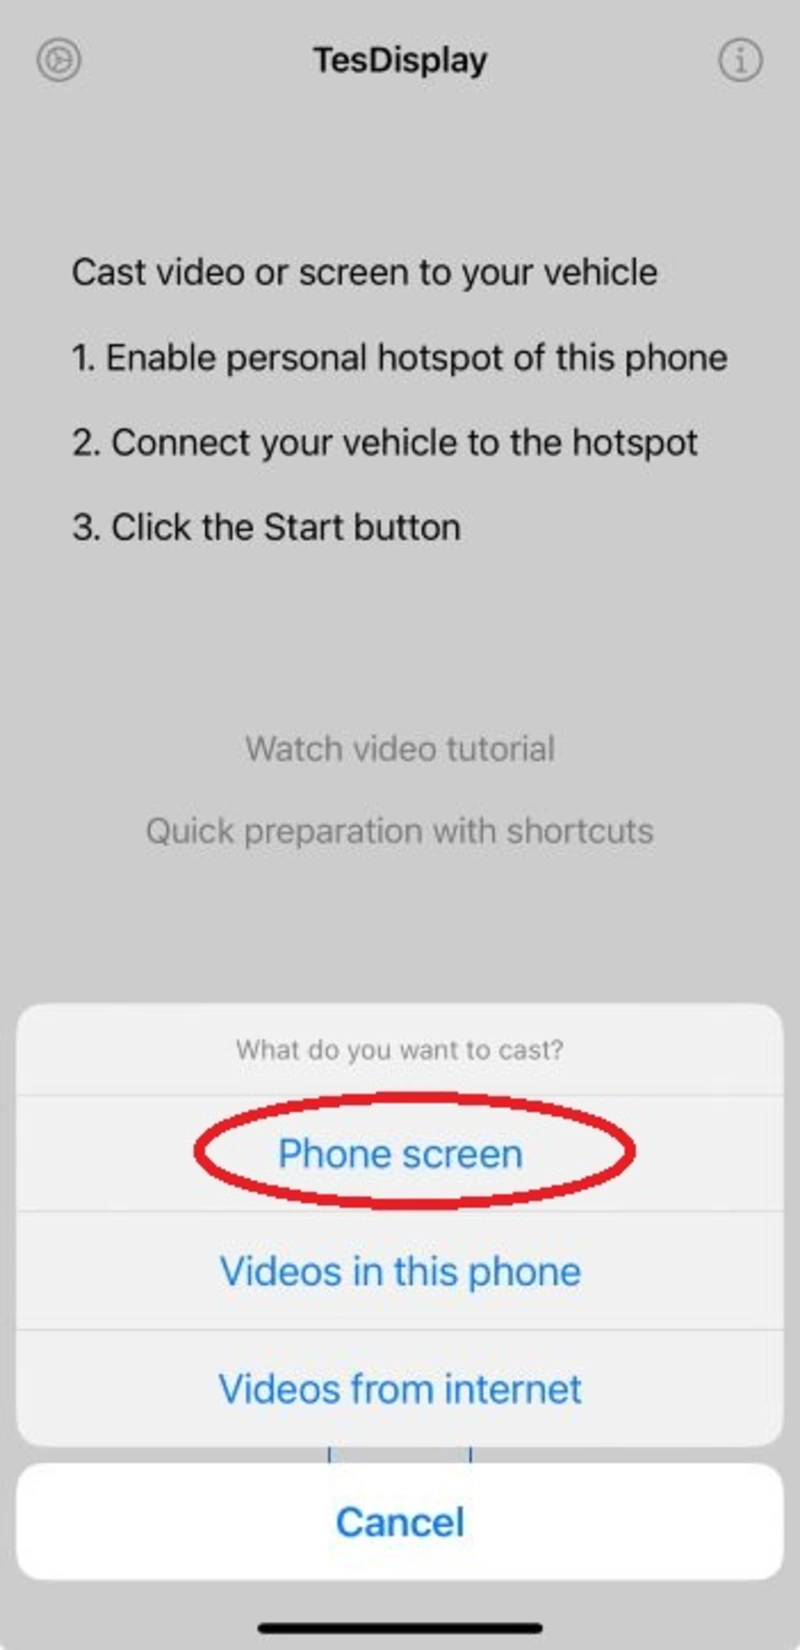 TesDisplay
Cast video or screen to your vehicle
1. Enable personal hotspot of this phone
2. Connect your vehicle to the hotspot
3. Click the Start button
Watch video tutorial
Quick preparation with shortcuts
What do you want to cast?
Phone screen
Videos in this phone
Videos from internet
Cancel